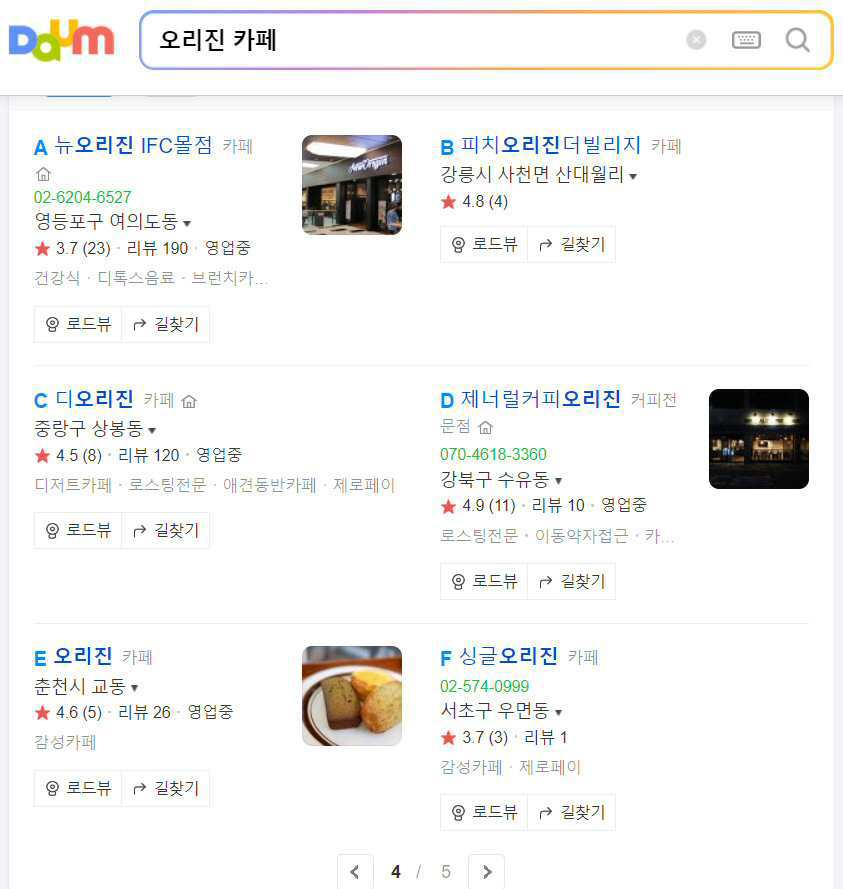 Daum
오리진 카페
A 뉴오리진 IFC몰점 카페
02-6204-6527
영등포구 여의도동
3.7 (23) · 리뷰 190 · 영업중
건강식 · 디톡스음료 · 브런치카...
로드뷰 길찾기
B 피치오리진더빌리지 카페
강릉시 사천면 산대월리
4.8 (4)
로드뷰 길찾기
C 디오리진 카페
중랑구 상봉동
4.5 (8) · 리뷰 120 · 영업중
디저트카페 · 로스팅전문 · 애견동반카페 · 제로페이
로드뷰 길찾기
D 제너럴커피오리진 커피전
문점
070-4618-3360
강북구 수유동
4.9 (11) · 리뷰 10 · 영업중
로스팅전문 · 이동약자접근 · 카...
로드뷰 길찾기
E 오리진 카페
춘천시 교동
4.6 (5) · 리뷰 26 · 영업중
감성카페
로드뷰 길찾기
F 싱글오리진 카페
02-574-0999
서초구 우면동
3.7 (3) · 리뷰 1
감성카페 · 제로페이
로드뷰 길찾기
4 / 5